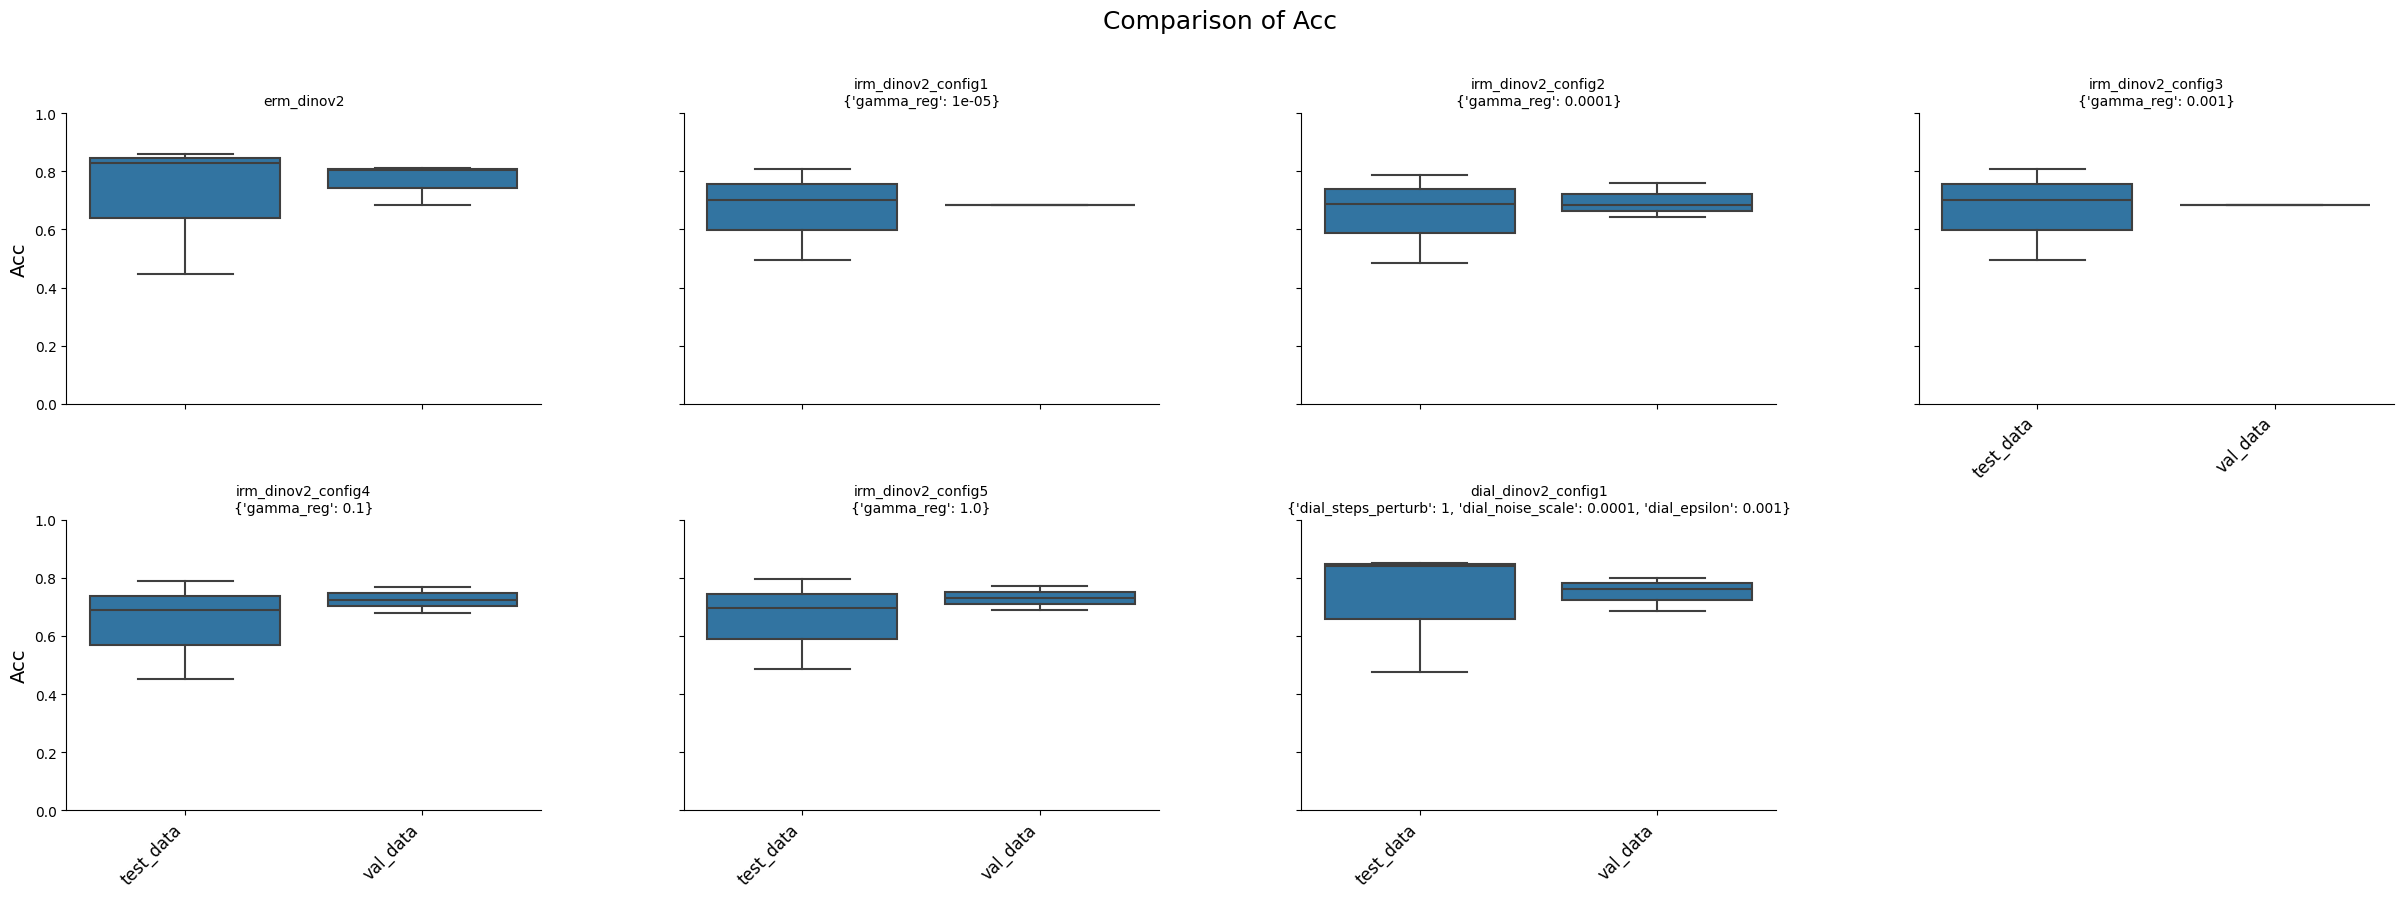 Comparison of Acc
erm_dinov2
irm_dinov2_config1
{'gamma_reg': 1e-05}
irm_dinov2_config2
{'gamma_reg': 0.0001}
irm_dinov2_config3
{'gamma_reg': 0.001}
1.0
0.8
0.6
0.4
0.2
0.0
Acc
test_data
val_data
irm_dinov2_config4
{'gamma_reg': 0.1}
irm_dinov2_config5
{'gamma_reg': 1.0}
dial_dinov2_config1
{'dial_steps_perturb': 1, 'dial_noise_scale': 0.0001, 'dial_epsilon': 0.001}
1.0
0.8
0.6
0.4
0.2
0.0
Acc
test_data
val_data
test_data
val_data
test_data
val_data